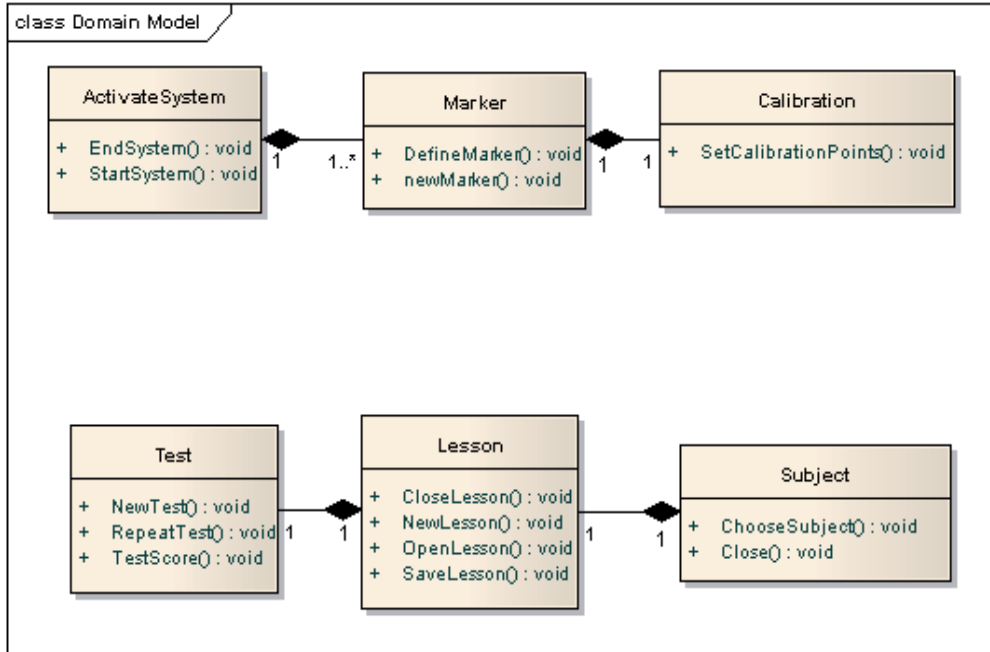 class Domain Model
ActivateSystem
+ EndSystem() : void
+ StartSystem() : void
1
1..*
Marker
+ DefineMarker() : void
+ newMarker() : void
1
1
Calibration
+ SetCalibrationPoints() : void
Test
+ NewTest() : void
+ RepeatTest() : void
+ TestScore() : void
1
1
Lesson
+ CloseLesson() : void
+ NewLesson() : void
+ OpenLesson() : void
+ SaveLesson() : void
1
1
Subject
+ ChooseSubject() : void
+ Close() : void